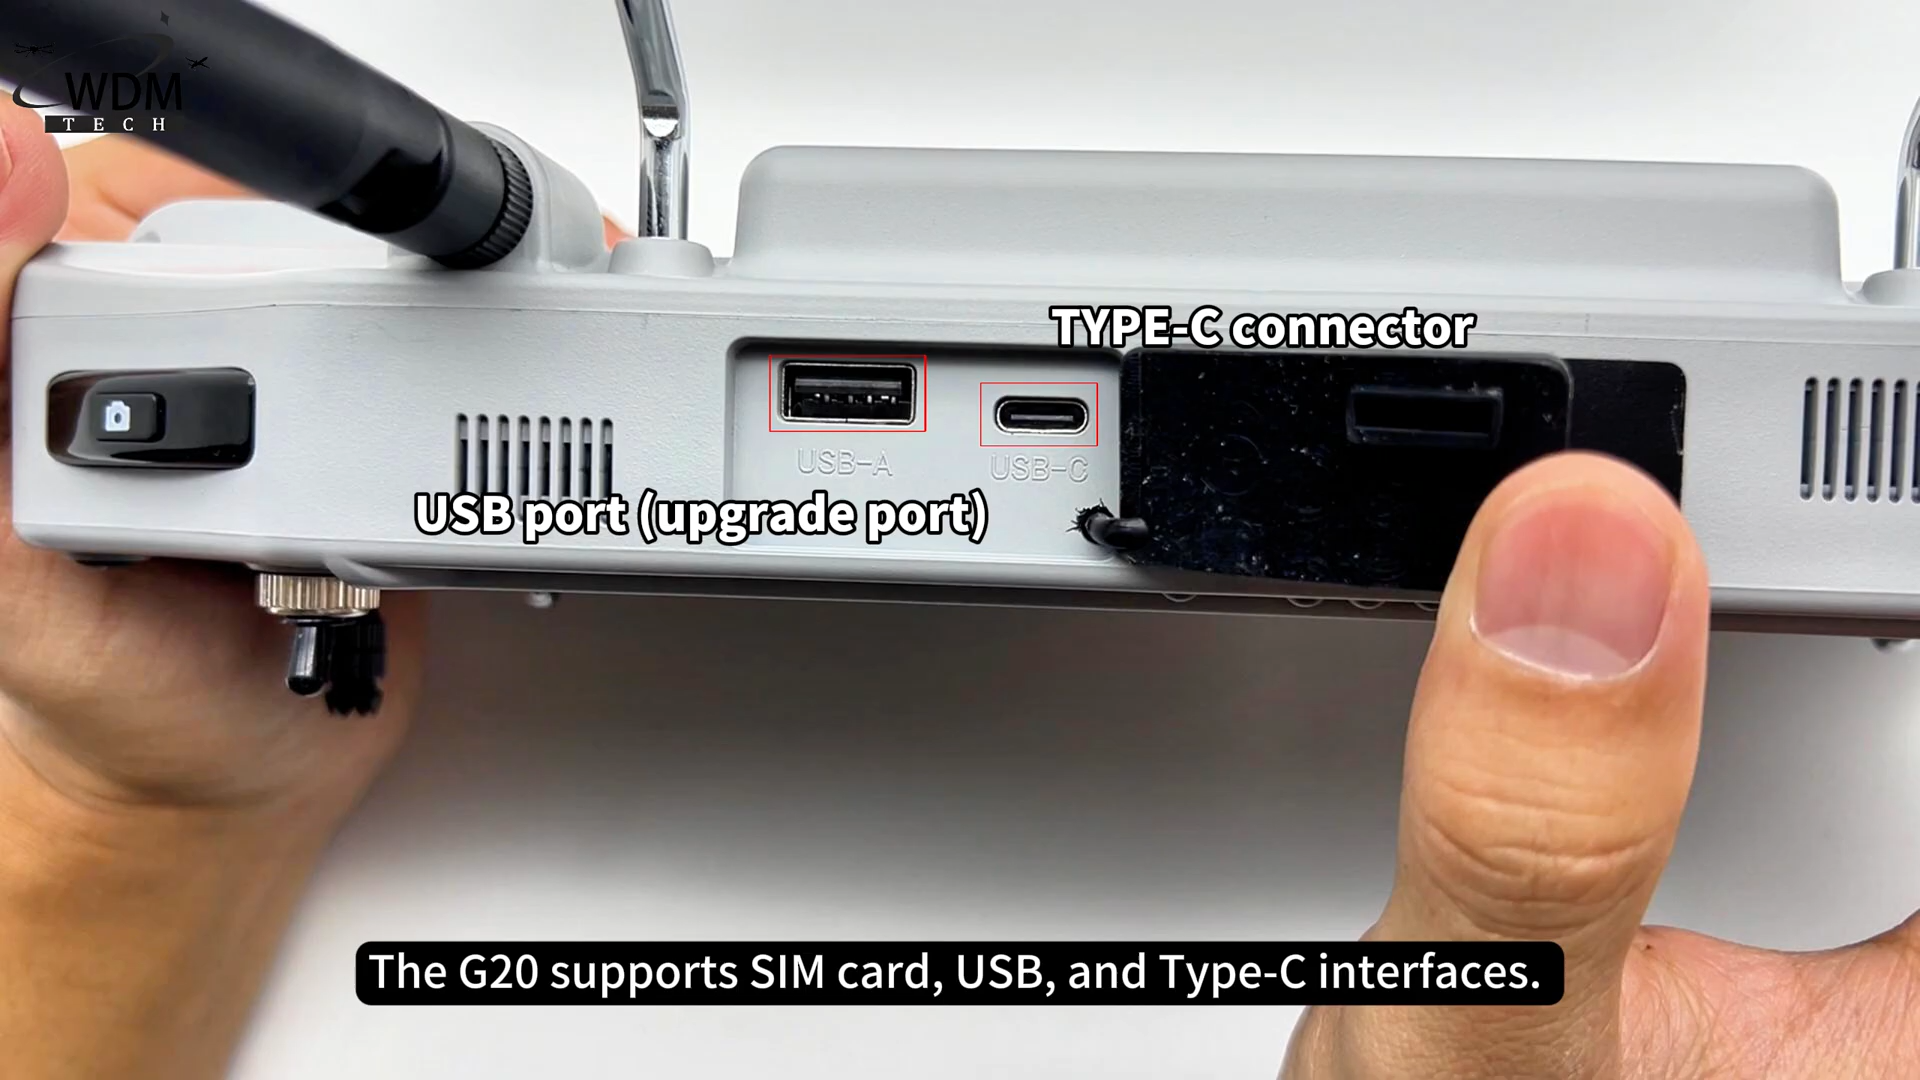 WDM
TECH
TYPE-C connector
USB-A
USB-C
USB port (upgrade port)
The G20 supports SIM card, USB, and Type-C interfaces.